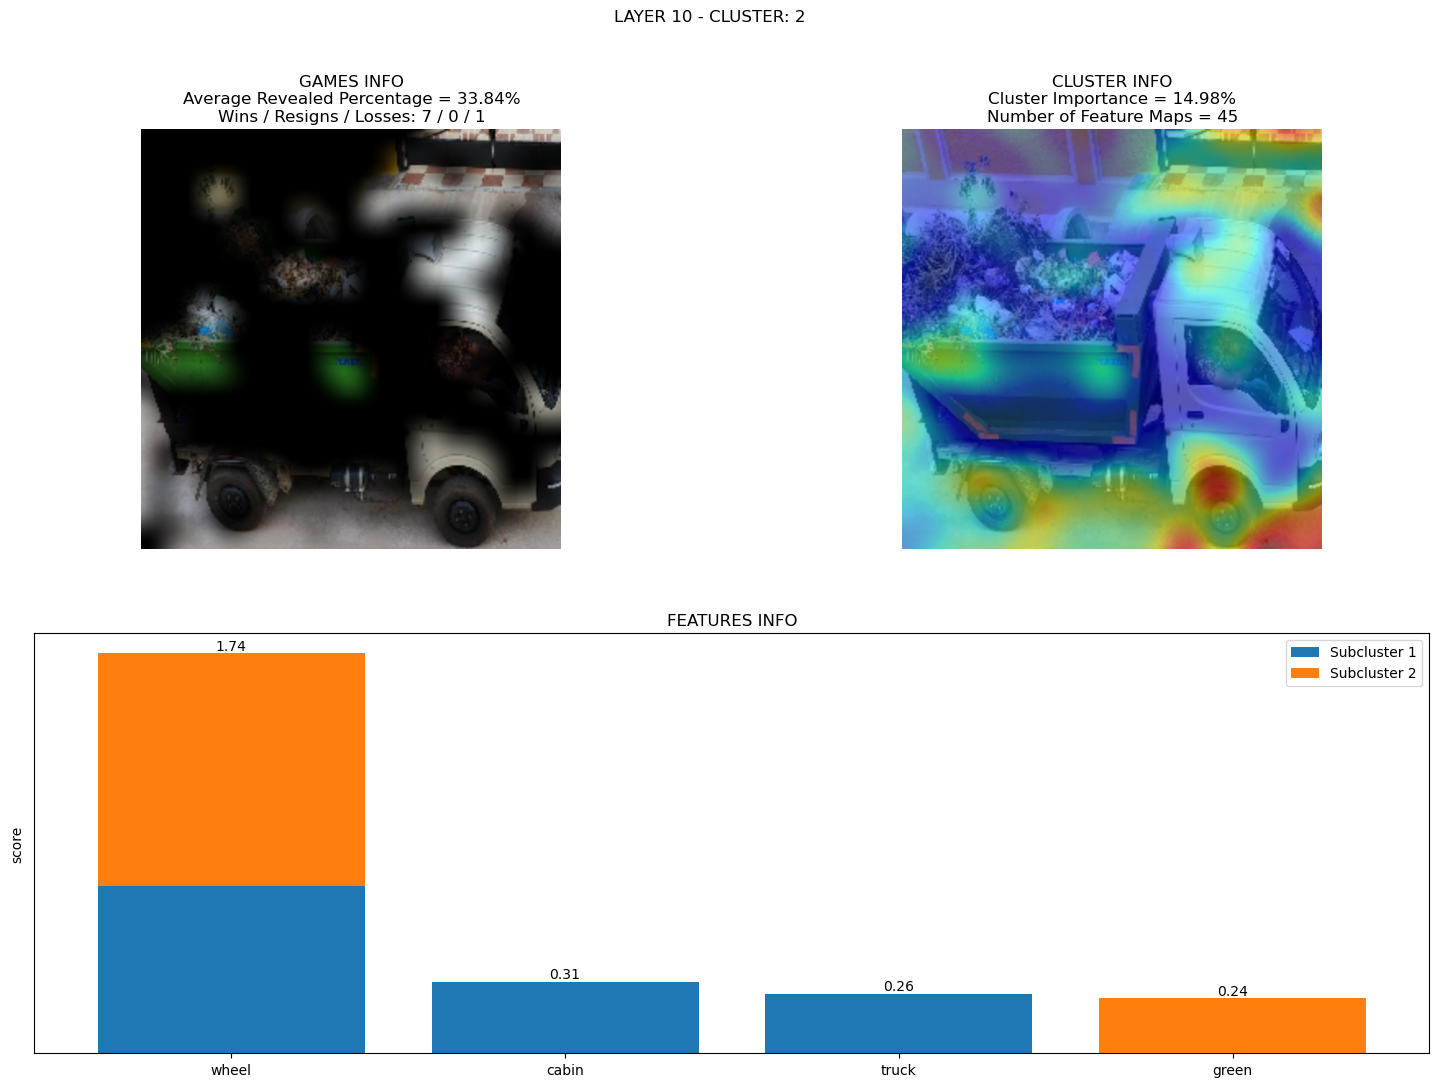 LAYER 10 - CLUSTER: 2
GAMES INFO
Average Revealed Percentage = 33.84%
Wins / Resigns / Losses: 7 / 0 / 1
CLUSTER INFO
Cluster Importance = 14.98%
Number of Feature Maps = 45
FEATURES INFO
1.74
Subcluster 1
Subcluster 2
score
0.31
0.26
0.24
wheel
cabin
truck
green